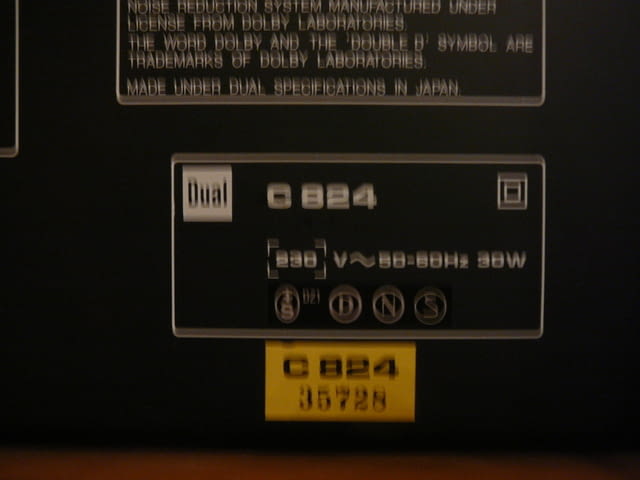 NOISE REDUCTION SYSTEM MANUFACTURED UNDER
LICENSE FROM DOLBY LABORATORIES.
THE WORD DOLBY AND THE 'DOUBLE D' SYMBOL ARE
TRADEMARKS OF DOLBY LABORATORIES.
MADE UNDER DUAL SPECIFICATIONS IN JAPAN.
Dual C 824
230 V~50-60Hz 30W
D N S
C 824
35728